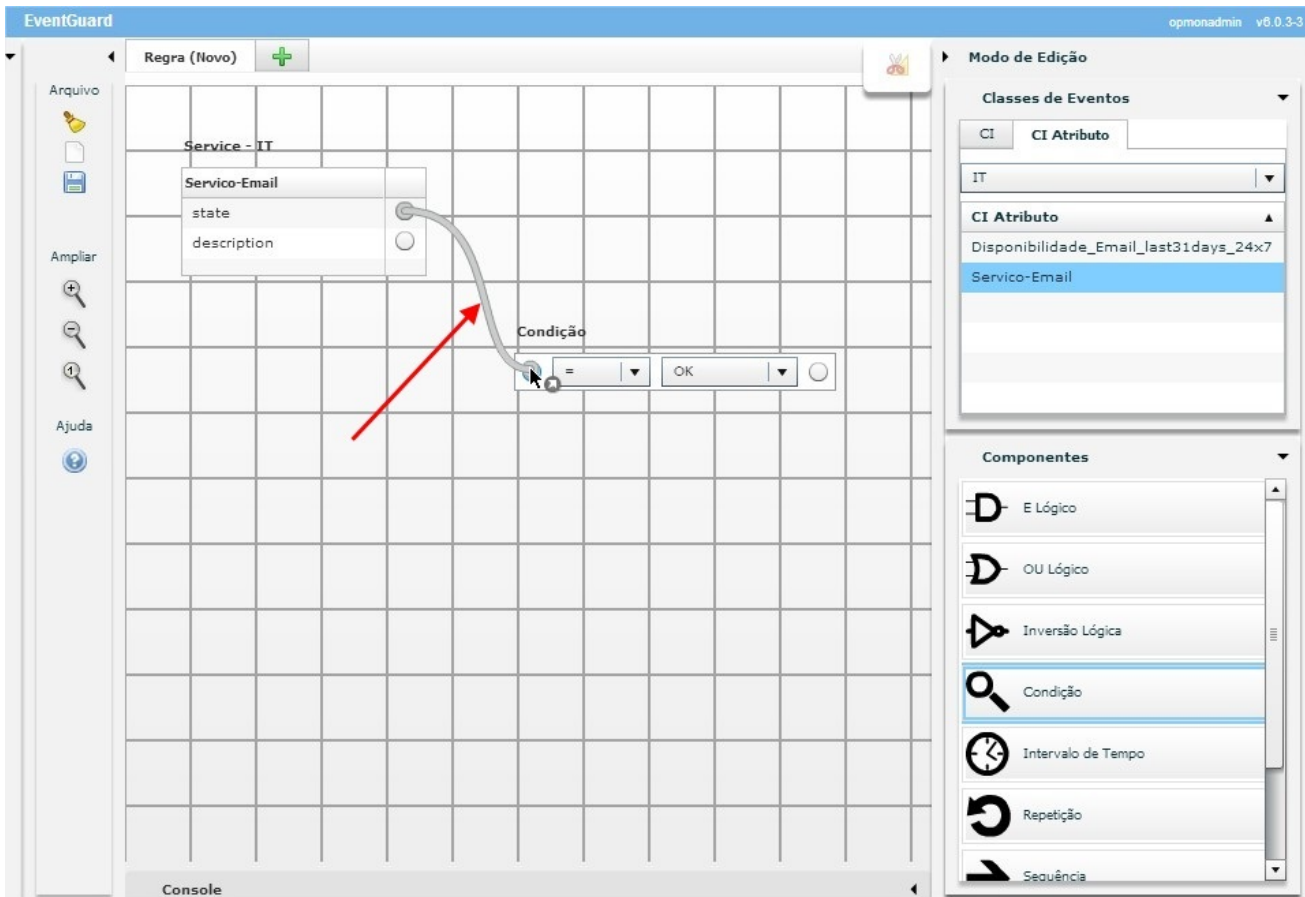 EventGuard
opmonadmin v6.0.3-3
Arquivo
Ampliar
Ajuda
Regra (Novo)
Service - IT
Servico-Email
state
description
Condição
= OK
Console
Modo de Edição
Classes de Eventos
CI CI Atributo
IT
CI Atributo
Disponibilidade_Email_last31days_24x7
Servico-Email
Componentes
E Lógico
OU Lógico
Inversão Lógica
Condição
Intervalo de Tempo
Repetição
Sequência